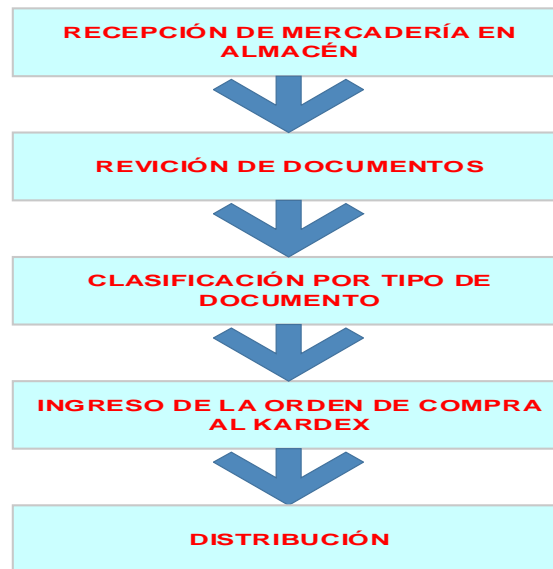 RECEPCIÓN DE MERCADERÍA EN
ALMACÉN
REVICIÓN DE DOCUMENTOS
CLASIFICACIÓN POR TIPO DE
DOCUMENTO
INGRESO DE LA ORDEN DE COMPRA
AL KARDEX
DISTRIBUCIÓN